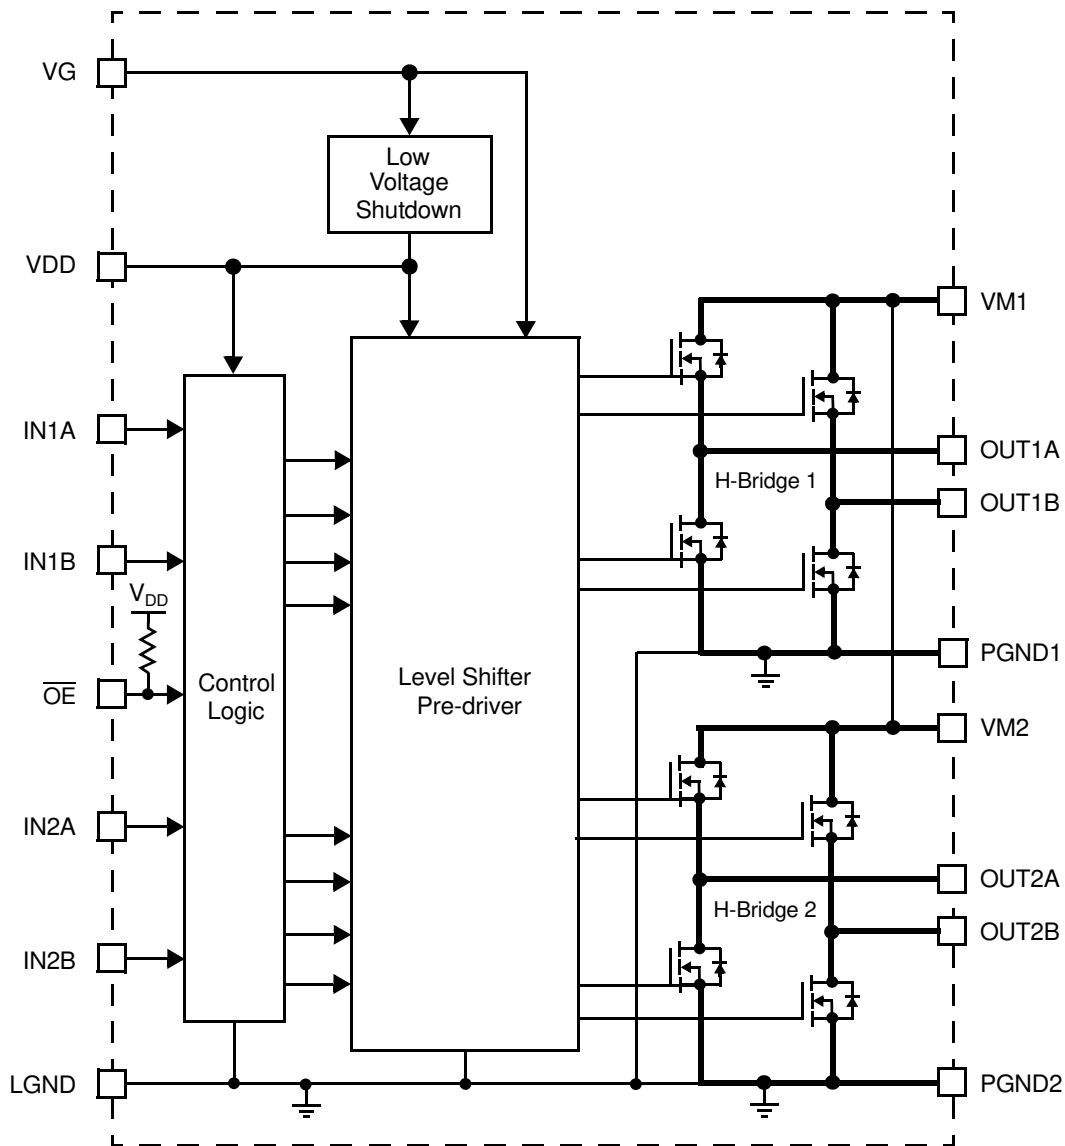 VG
Low
Voltage
Shutdown
VDD
VM1
IN1A
OUT1A
H-Bridge 1
OUT1B
IN1B
VDD
PGND1
Level Shifter
Pre-driver
Control
Logic
OE
VM2
IN2A
OUT2A
H-Bridge 2
OUT2B
IN2B
LGND
PGND2